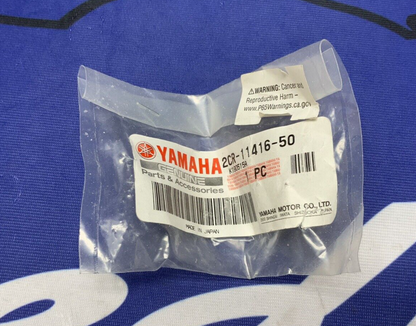 ⚠WARNING: Cancer and
Reproductive Harm –
www.P65Warnings.ca.gov
YAMAHA
2CR-11416-50
GENUINE
Parts & Accessories
1 PC
YAMAHA MOTOR CO., LTD.
MADE IN JAPAN